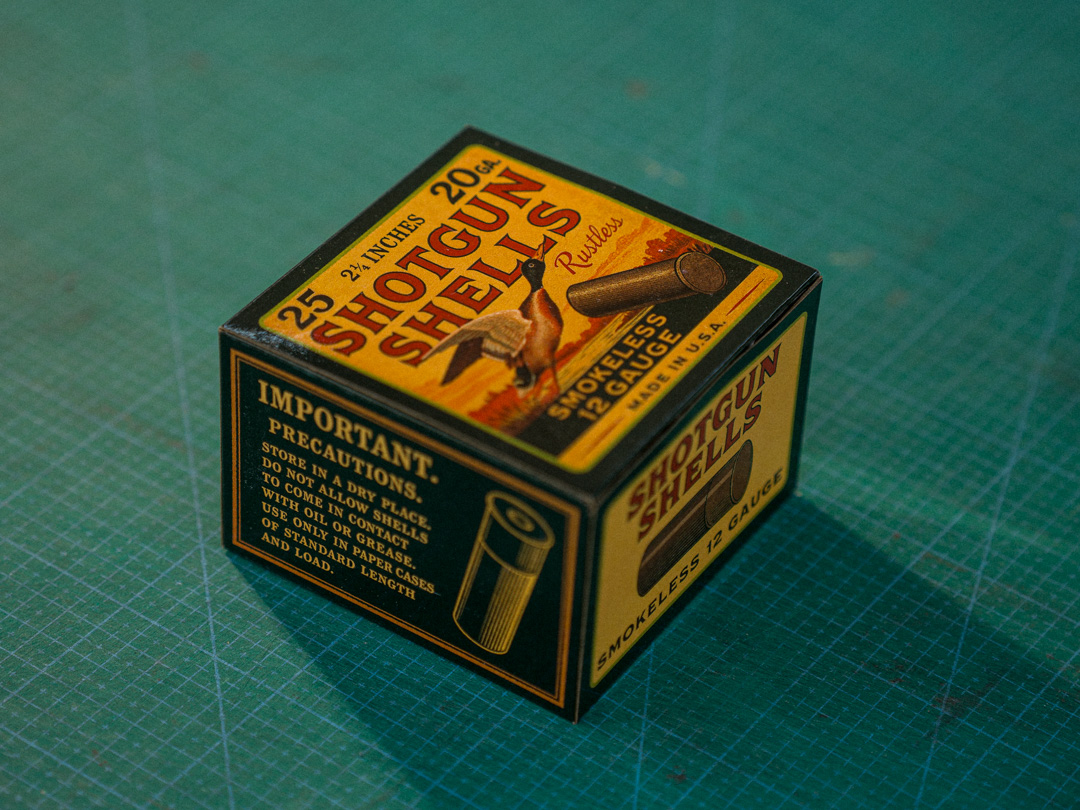 25 2¾ INCHES 20 GA.
SHOTGUN
SHELLS
Rustless
SMOKELESS
12 GAUGE
MADE IN U.S.A.
IMPORTANT.
PRECAUTIONS.
STORE IN A DRY PLACE.
DO NOT ALLOW SHELLS
TO COME IN CONTACT
WITH OIL OR GREASE.
USE ONLY IN PAPER CASES
OF STANDARD LENGTH
AND LOAD.
SHOTGUN
SHELLS
SMOKELESS 12 GAUGE